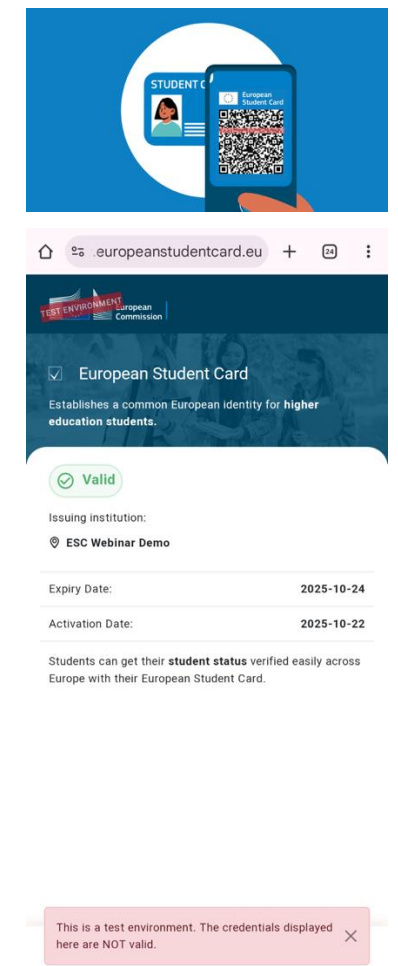 STUDENT C
European
Student Card
.europeanstudentcard.eu
24
TEST ENVIRONMENT
European
Commission
European Student Card
Establishes a common European identity for higher
education students.
Valid
Issuing institution:
ESC Webinar Demo
Expiry Date: 2025-10-24
Activation Date: 2025-10-22
Students can get their student status verified easily across
Europe with their European Student Card.
This is a test environment. The credentials displayed
here are NOT valid.